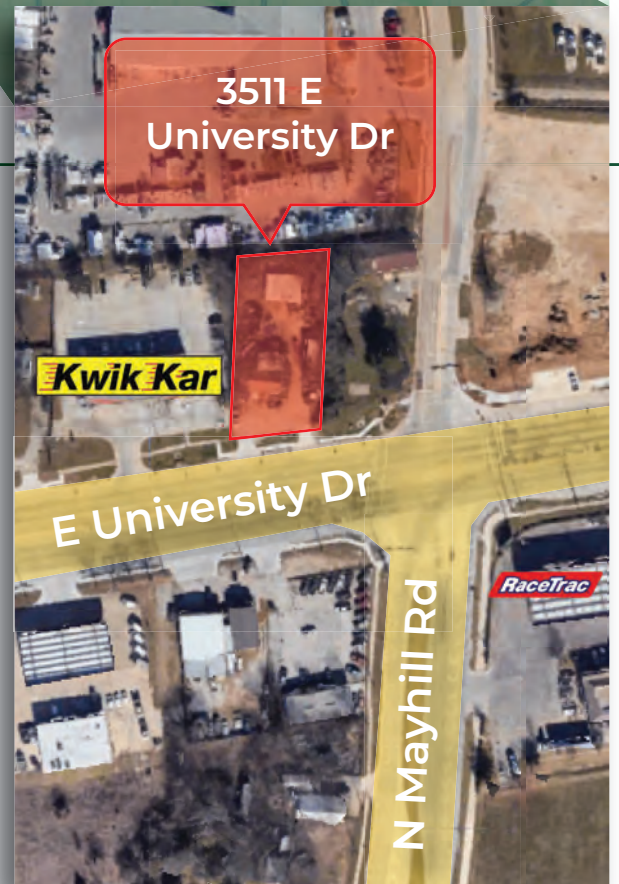 3511 E
University Dr
Kwik Kar
E University Dr
RaceTrac
N Mayhill Rd